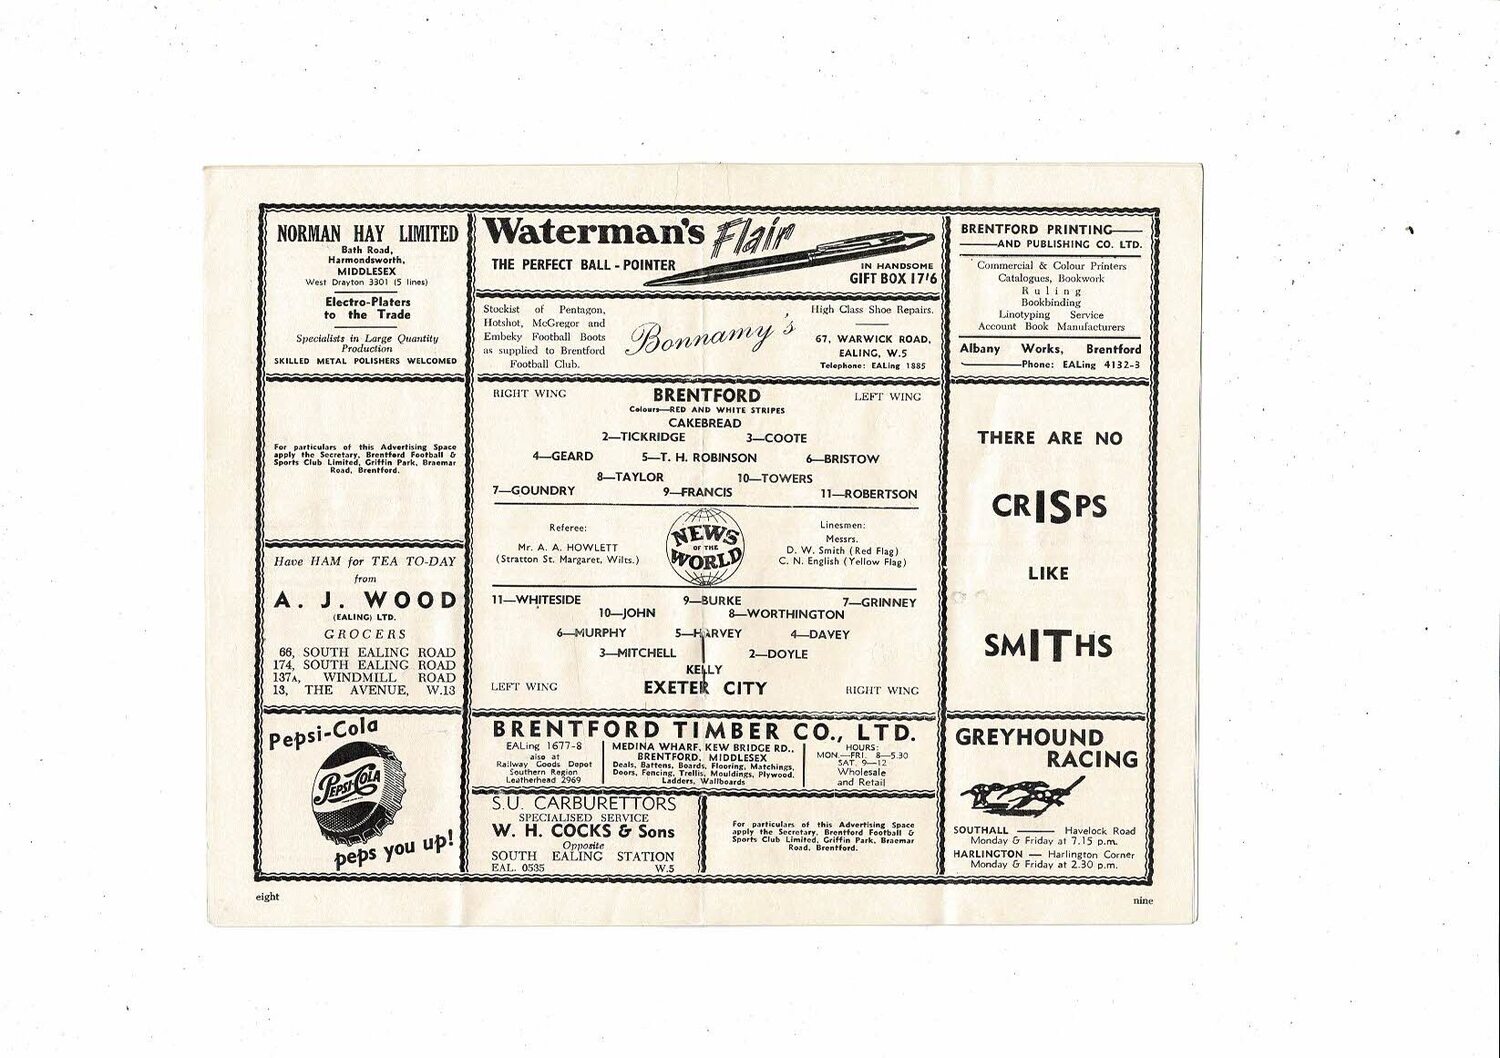 NORMAN HAY LIMITED
Bath Road,
Harmondsworth,
MIDDLESEX
West Drayton 3301 (5 lines)
Electro-Platers
to the Trade
Specialists in Large Quantity
Production
SKILLED METAL POLISHERS WELCOMED
For particulars of this Advertising Space
apply the Secretary, Brentford Football &
Sports Club Limited, Griffin Park, Braemar
Road, Brentford.
Have HAM for TEA TO-DAY
from
A. J. WOOD
(EALING) LTD.
GROCERS
66, SOUTH EALING ROAD
174, SOUTH EALING ROAD
137A, WINDMILL ROAD
13, THE AVENUE, W.13
Pepsi-Cola
PEPSI-COLA
peps you up!
Waterman's Flair
THE PERFECT BALL-POINTER
IN HANDSOME
GIFT BOX 17'6
Stockist of Pentagon,
Hotshot, McGregor and
Embeky Football Boots
as supplied to Brentford
Football Club.
Bonnamy's
High Class Shoe Repairs.
67, WARWICK ROAD,
EALING, W.5
Telephone: EALing 1885
RIGHT WING
BRENTFORD
LEFT WING
Colours—RED AND WHITE STRIPES
CAKEBREAD
2—TICKRIDGE 3—COOTE
4—GEARD 5—T. H. ROBINSON 6—BRISTOW
8—TAYLOR 10—TOWERS
7—GOUNDRY 9—FRANCIS 11—ROBERTSON
Referee:
Mr. A. A. HOWLETT
(Stratton St. Margaret, Wilts.)
NEWS
OF THE
WORLD
Linesmen:
Messrs.
D. W. Smith (Red Flag)
C. N. English (Yellow Flag)
11—WHITESIDE 9—BURKE 7—GRINNEY
10—JOHN 8—WORTHINGTON
6—MURPHY 5—HARVEY 4—DAVEY
3—MITCHELL 2—DOYLE
KELLY
LEFT WING
EXETER CITY
RIGHT WING
BRENTFORD TIMBER CO., LTD.
EALing 1677-8
also at
Railway Goods Depot
Southern Region
Leatherhead 2969
MEDINA WHARF, KEW BRIDGE RD.,
BRENTFORD, MIDDLESEX
Deals, Battens, Boards, Flooring, Matchings,
Doors, Fencing, Trellis, Mouldings, Plywood,
Ladders, Wallboards
HOURS:
MON.—FRI. 8—5.30
SAT. 9—12
Wholesale
and Retail
S.U. CARBURETTORS
SPECIALISED SERVICE
W. H. COCKS & Sons
Opposite
SOUTH EALING STATION
EAL. 0535 W.5
For particulars of this Advertising Space
apply the Secretary, Brentford Football &
Sports Club Limited, Griffin Park, Braemar
Road, Brentford.
BRENTFORD PRINTING
AND PUBLISHING CO. LTD.
Commercial & Colour Printers
Catalogues, Bookwork
Ruling
Bookbinding
Linotyping Service
Account Book Manufacturers
Albany Works, Brentford
Phone: EALing 4132-3
THERE ARE NO
CRISPS
LIKE
SMITHS
GREYHOUND
RACING
SOUTHALL — Havelock Road
Monday & Friday at 7.15 p.m.
HARLINGTON — Harlington Corner
Monday & Friday at 2.30 p.m.
eight
nine